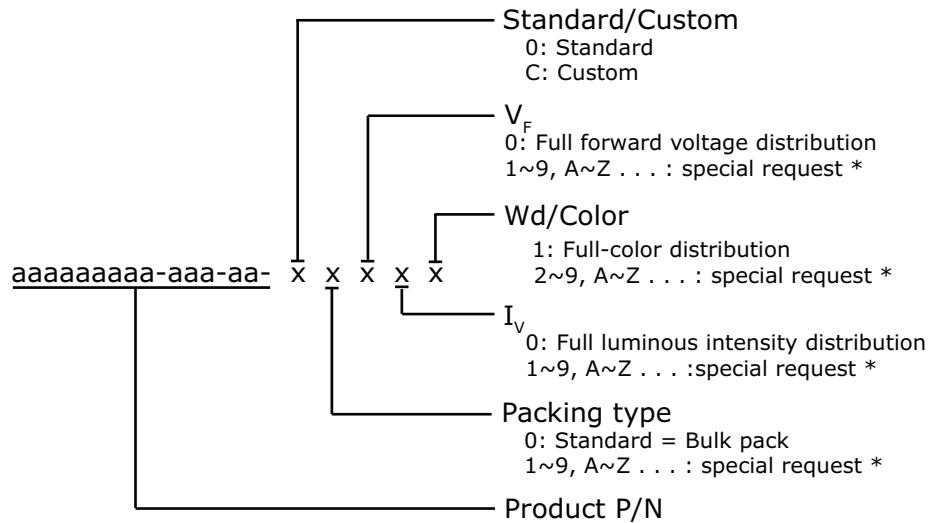 Standard/Custom
0: Standard
C: Custom
VF
0: Full forward voltage distribution
1~9, A~Z . . . : special request *
Wd/Color
1: Full-color distribution
2~9, A~Z . . . : special request *
aaaaaaaaa-aaa-aa- x x x x x
IV
0: Full luminous intensity distribution
1~9, A~Z . . . :special request *
Packing type
0: Standard = Bulk pack
1~9, A~Z . . . : special request *
Product P/N